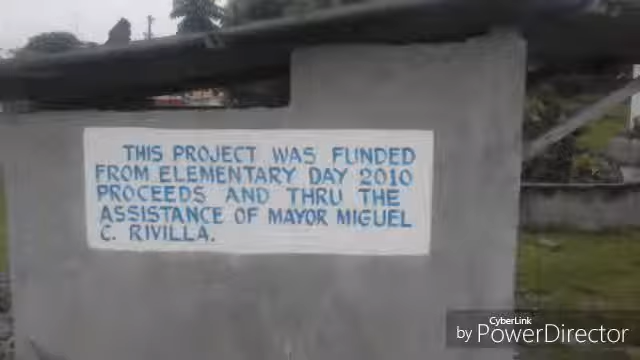 THIS PROJECT WAS FUNDED
FROM ELEMENTARY DAY 2010
PROCEEDS AND THRU THE
ASSISTANCE OF MAYOR MIGUEL
C. RIVILLA.
CyberLink
by PowerDirector